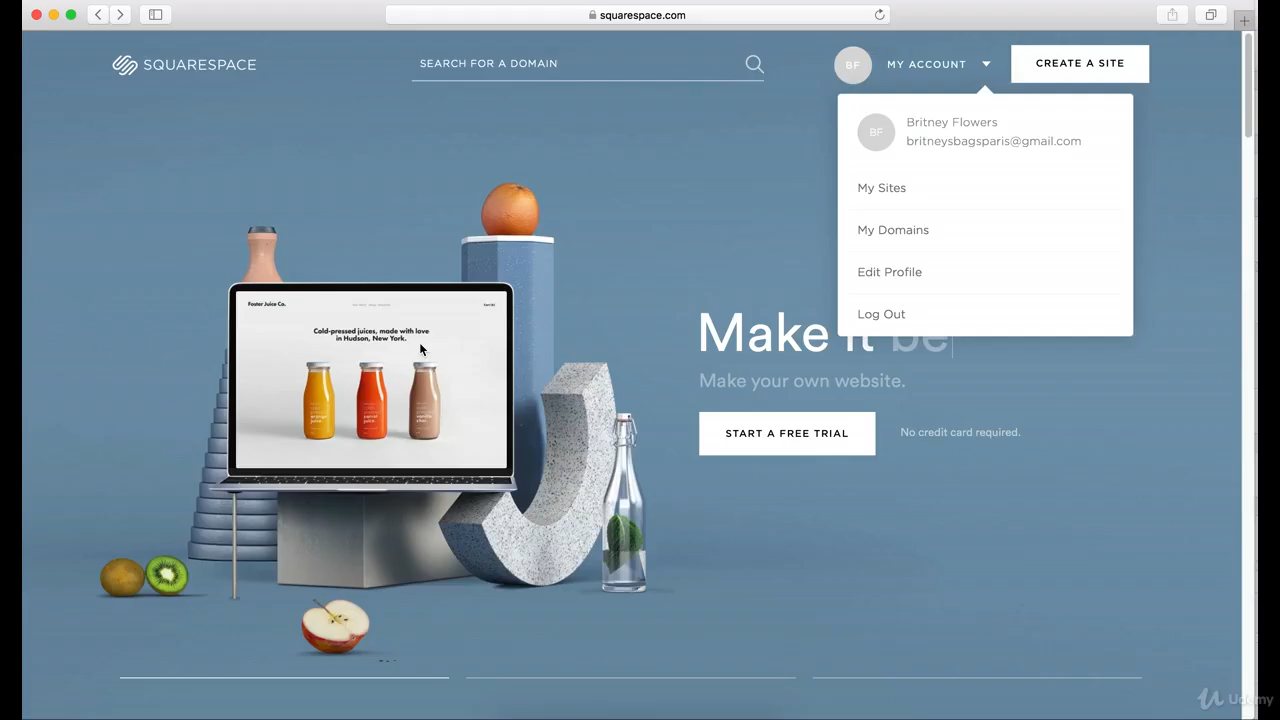 squarespace.com
SQUARESPACE
SEARCH FOR A DOMAIN
BF
MY ACCOUNT
CREATE A SITE
BF
Britney Flowers
britneysbagsparis@gmail.com
My Sites
My Domains
Edit Profile
Log Out
Foster Juice Co.
Cold-pressed juices, made with love
in Hudson, New York.
Make it be
Make your own website.
START A FREE TRIAL
No credit card required.
Udemy